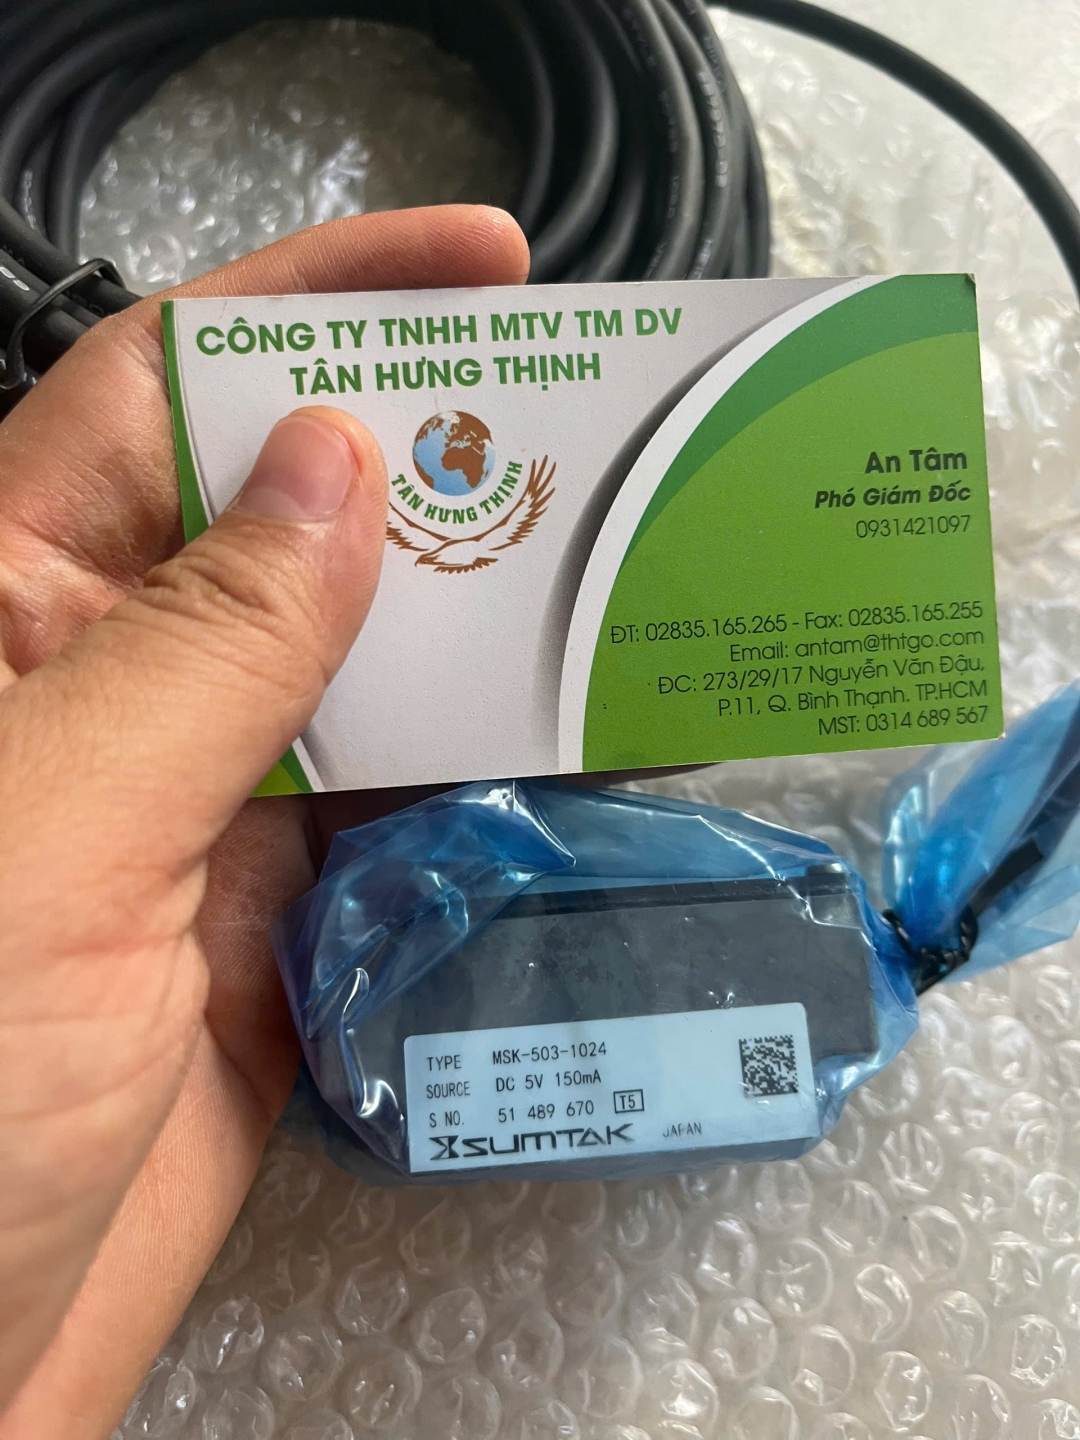 CÔNG TY TNHH MTV TM DV
TÂN HƯNG THỊNH
TÂN HƯNG THỊNH
An Tâm
Phó Giám Đốc
0931421097
ĐT: 02835.165.265 - Fax: 02835.165.255
Email: antam@thtgo.com
ĐC: 273/29/17 Nguyễn Văn Đậu,
P.11, Q. Bình Thạnh. TP.HCM
MST: 0314 689 567
TYPE MSK-503-1024
SOURCE DC 5V 150mA
S NO. 51 489 670 T5
SUMTAK JAPAN